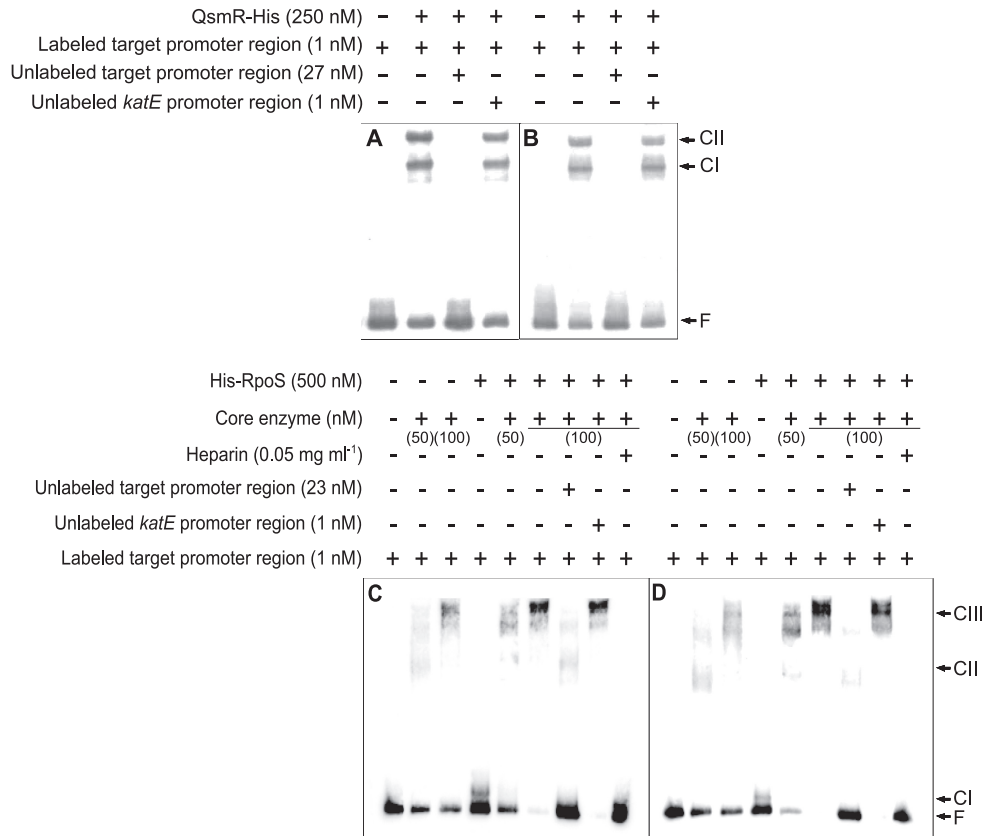 QsmR-His (250 nM) - + + + - + + +
Labeled target promoter region (1 nM) + + + + + + + +
Unlabeled target promoter region (27 nM) - - + - - - + -
Unlabeled katE promoter region (1 nM) - - - + - - - +
A B
CII
CI
F
His-RpoS (500 nM) - - - + + + + + + - - - + + + + + +
Core enzyme (nM) - + + - + + + + + - + + - + + + + +
(50)(100) (50) (100) (50)(100) (50) (100)
Heparin (0.05 mg ml⁻¹) - - - - - - - - + - - - - - - - - +
Unlabeled target promoter region (23 nM) - - - - - - + - - - - - - - - + - -
Unlabeled katE promoter region (1 nM) - - - - - - - + - - - - - - - - + -
Labeled target promoter region (1 nM) + + + + + + + + + + + + + + + + + +
C D
CIII
CII
CI
F